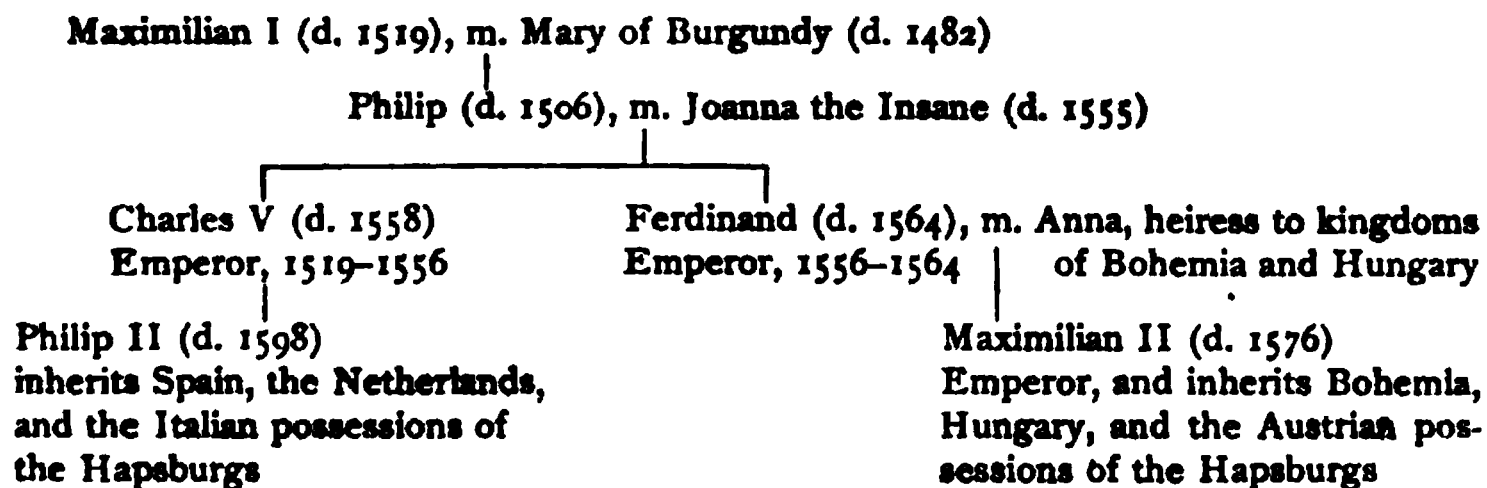 Maximilian I (d. 1519), m. Mary of Burgundy (d. 1482)
Philip (d. 1506), m. Joanna the Insane (d. 1555)
Charles V (d. 1558)
Emperor, 1519–1556
Ferdinand (d. 1564), m. Anna, heiress to kingdoms
Emperor, 1556–1564 of Bohemia and Hungary
Philip II (d. 1598)
inherits Spain, the Netherlands,
and the Italian possessions of
the Hapsburgs
Maximilian II (d. 1576)
Emperor, and inherits Bohemia,
Hungary, and the Austrian pos-
sessions of the Hapsburgs